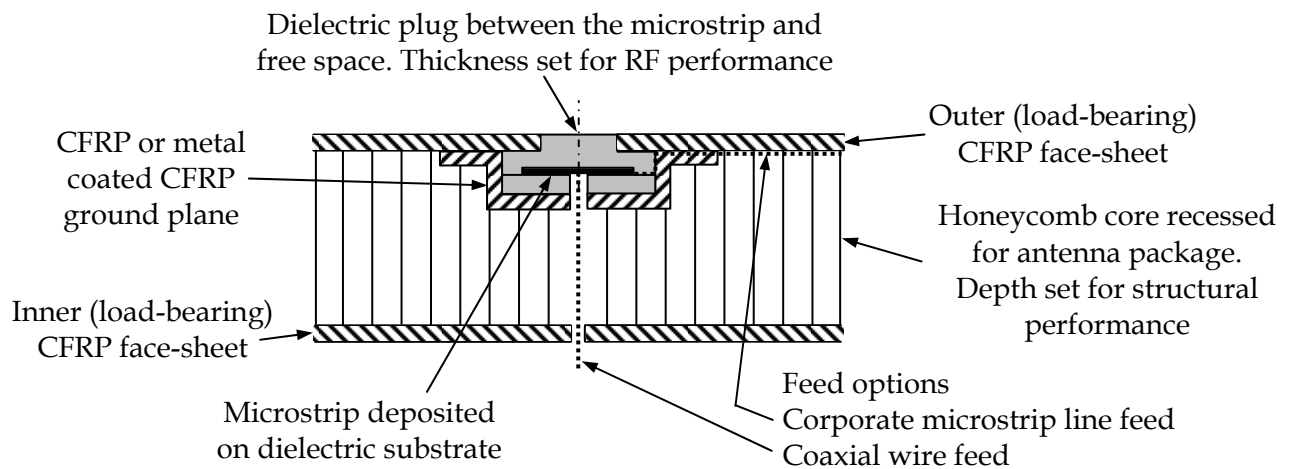 Dielectric plug between the microstrip and
free space. Thickness set for RF performance
CFRP or metal
coated CFRP
ground plane
Outer (load-bearing)
CFRP face-sheet
Honeycomb core recessed
for antenna package.
Depth set for structural
performance
Inner (load-bearing)
CFRP face-sheet
Microstrip deposited
on dielectric substrate
Feed options
Corporate microstrip line feed
Coaxial wire feed